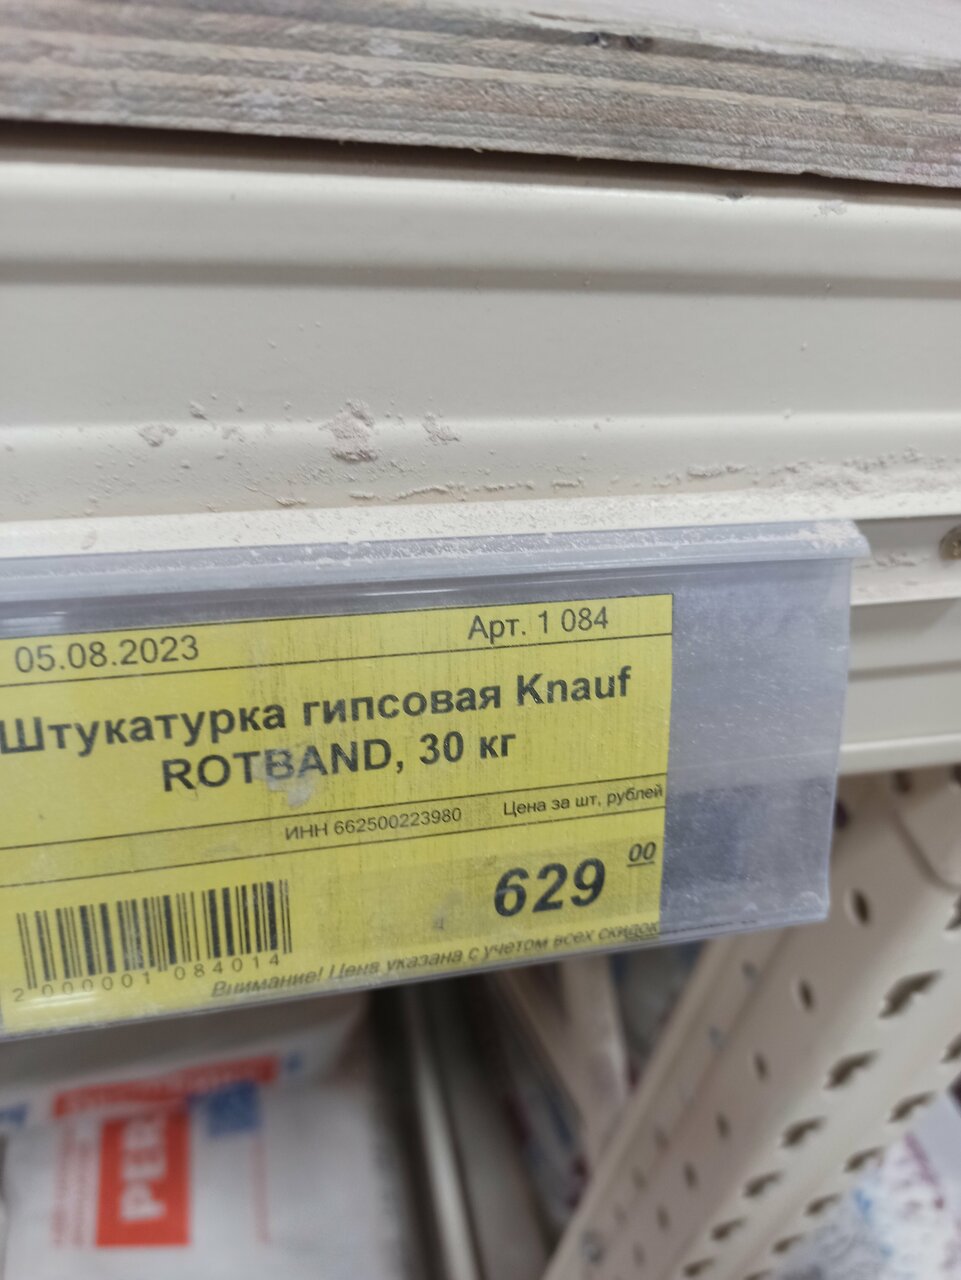 05.08.2023 Арт. 1 084
Штукатурка гипсовая Knauf
ROTBAND, 30 кг
ИНН 662500223980 Цена за шт, рублей
629 00
2 000001 084014
Внимание! Цена указана с учетом всех скидок
PER